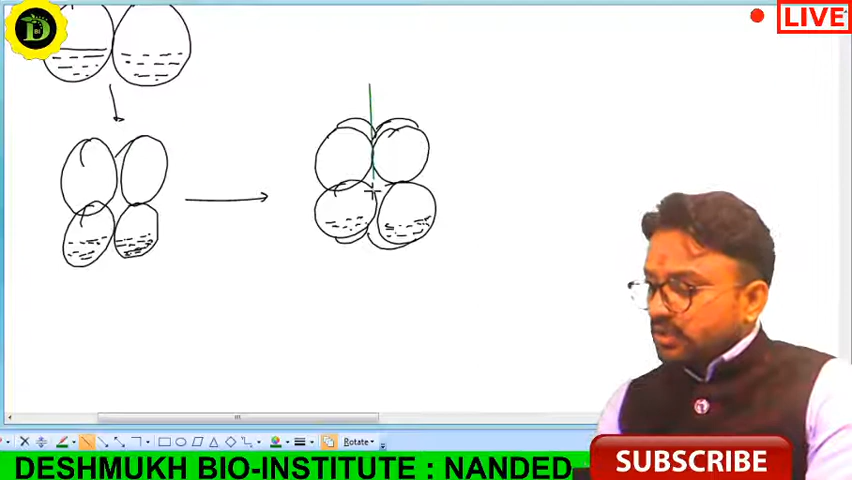 D
LIVE
Rotate
DESHMUKH BIO-INSTITUTE : NANDED
SUBSCRIBE